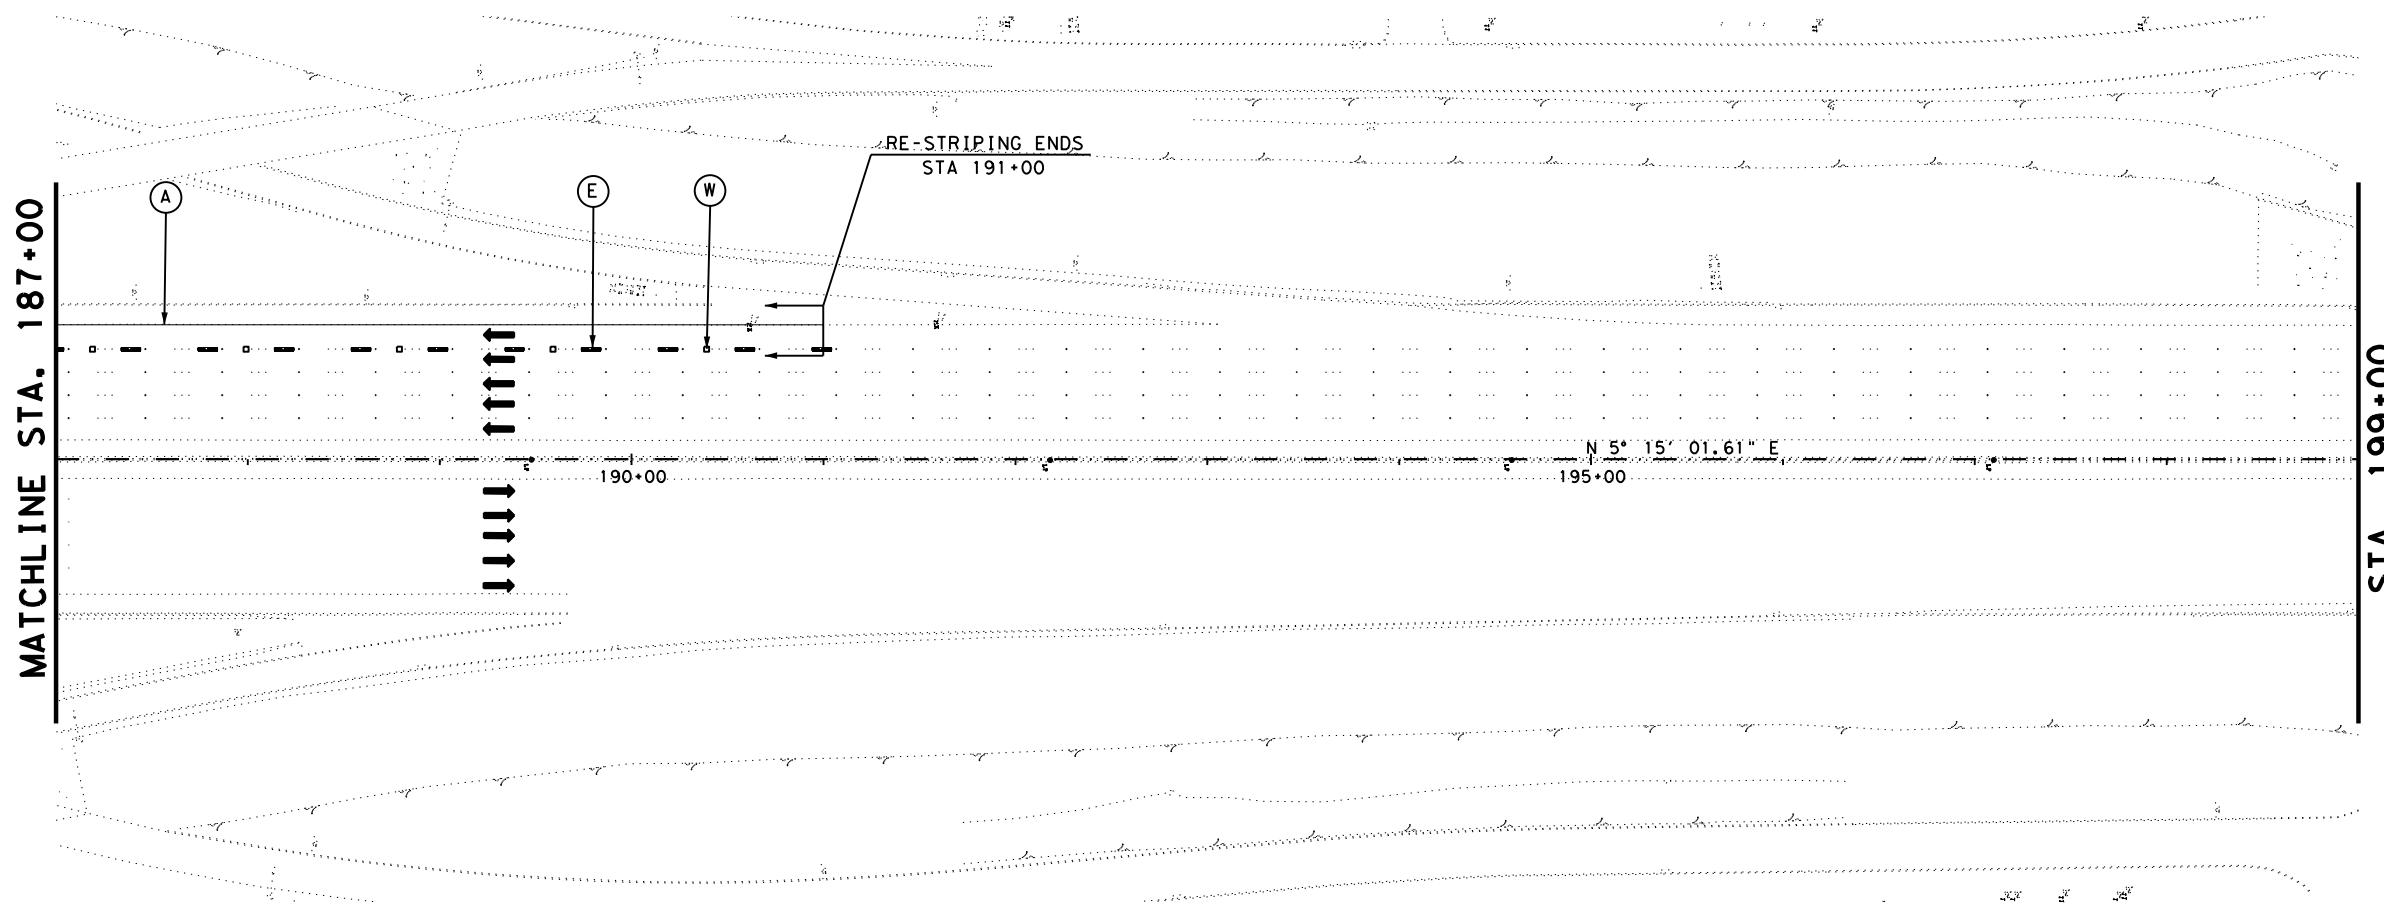 RE-STRIPING ENDS
STA 191+00
A
E
W
MATCHLINE STA. 187+00
N 5° 15' 01.61" E
190+00
195+00
STA 199+00